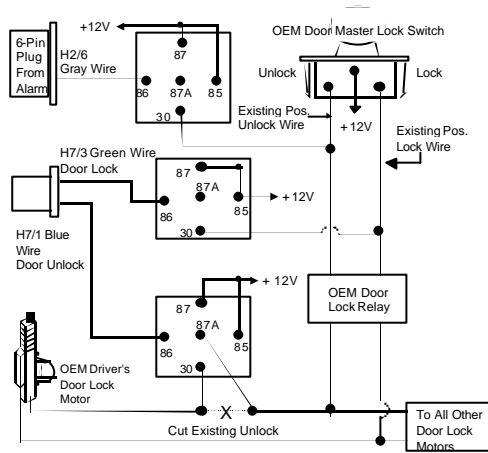 +12V
OEM Door Master Lock Switch
6-Pin
Plug
From
Alarm
H2/6
Gray Wire
87
86
87A
85
30
Unlock
Lock
Existing Pos.
Unlock Wire
+12V
Existing Pos.
Lock Wire
H7/3 Green Wire
Door Lock
87
87A
86
85
30
+12V
H7/1 Blue
Wire
Door Unlock
87
87A
86
85
30
+ 12V
OEM Door
Lock Relay
OEM Driver's
Door Lock
Motor
X
Cut Existing Unlock
To All Other
Door Lock
Motors